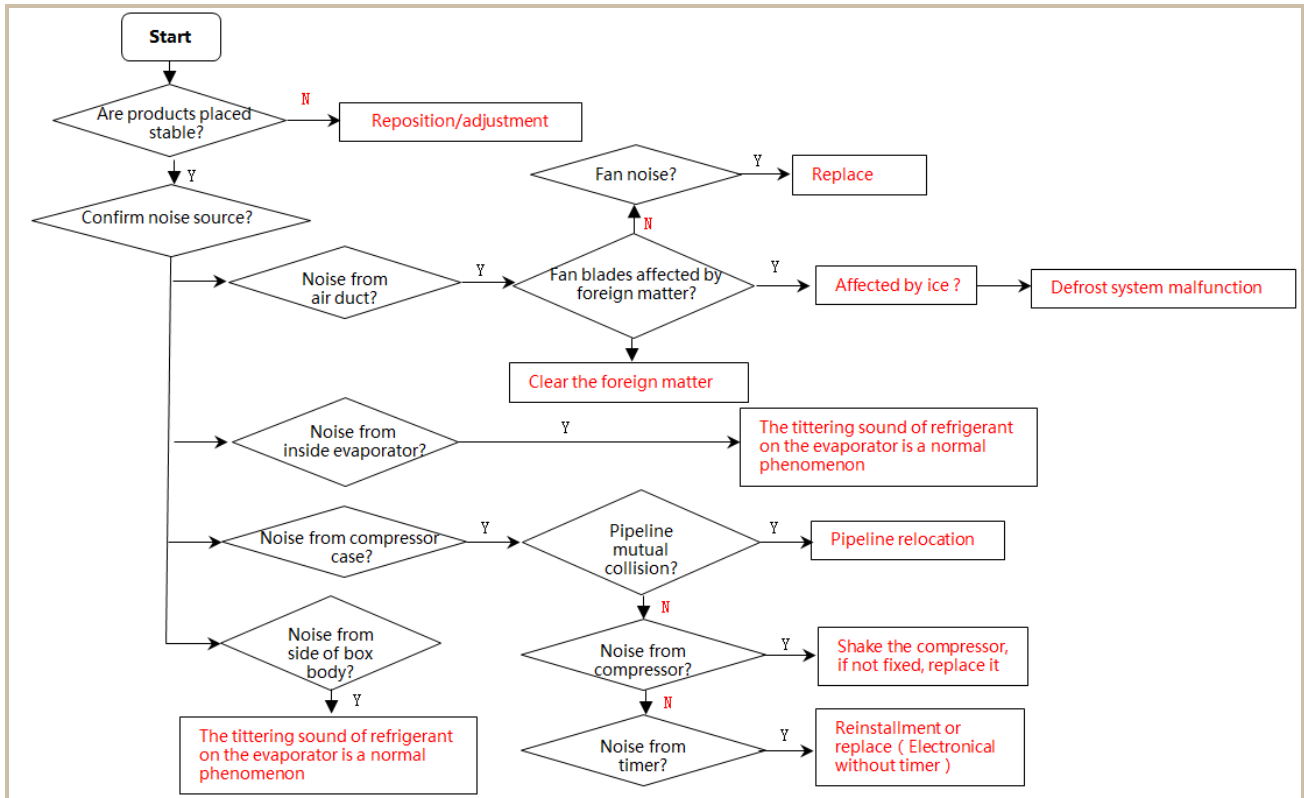 Start
Are products placed
stable?
N
Reposition/adjustment
Y
Confirm noise source?
Fan noise?
Y
Replace
N
Noise from
air duct?
Y
Fan blades affected by
foreign matter?
Y
Affected by ice ?
Defrost system malfunction
Clear the foreign matter
Noise from
inside evaporator?
Y
The tittering sound of refrigerant
on the evaporator is a normal
phenomenon
Noise from compressor
case?
Y
Pipeline
mutual
collision?
Y
Pipeline relocation
N
Noise from
compressor?
Y
Shake the compressor,
if not fixed, replace it
N
Noise from
timer?
Y
Reinstallment or
replace ( Electronical
without timer )
Noise from
side of box
body?
Y
The tittering sound of refrigerant
on the evaporator is a normal
phenomenon